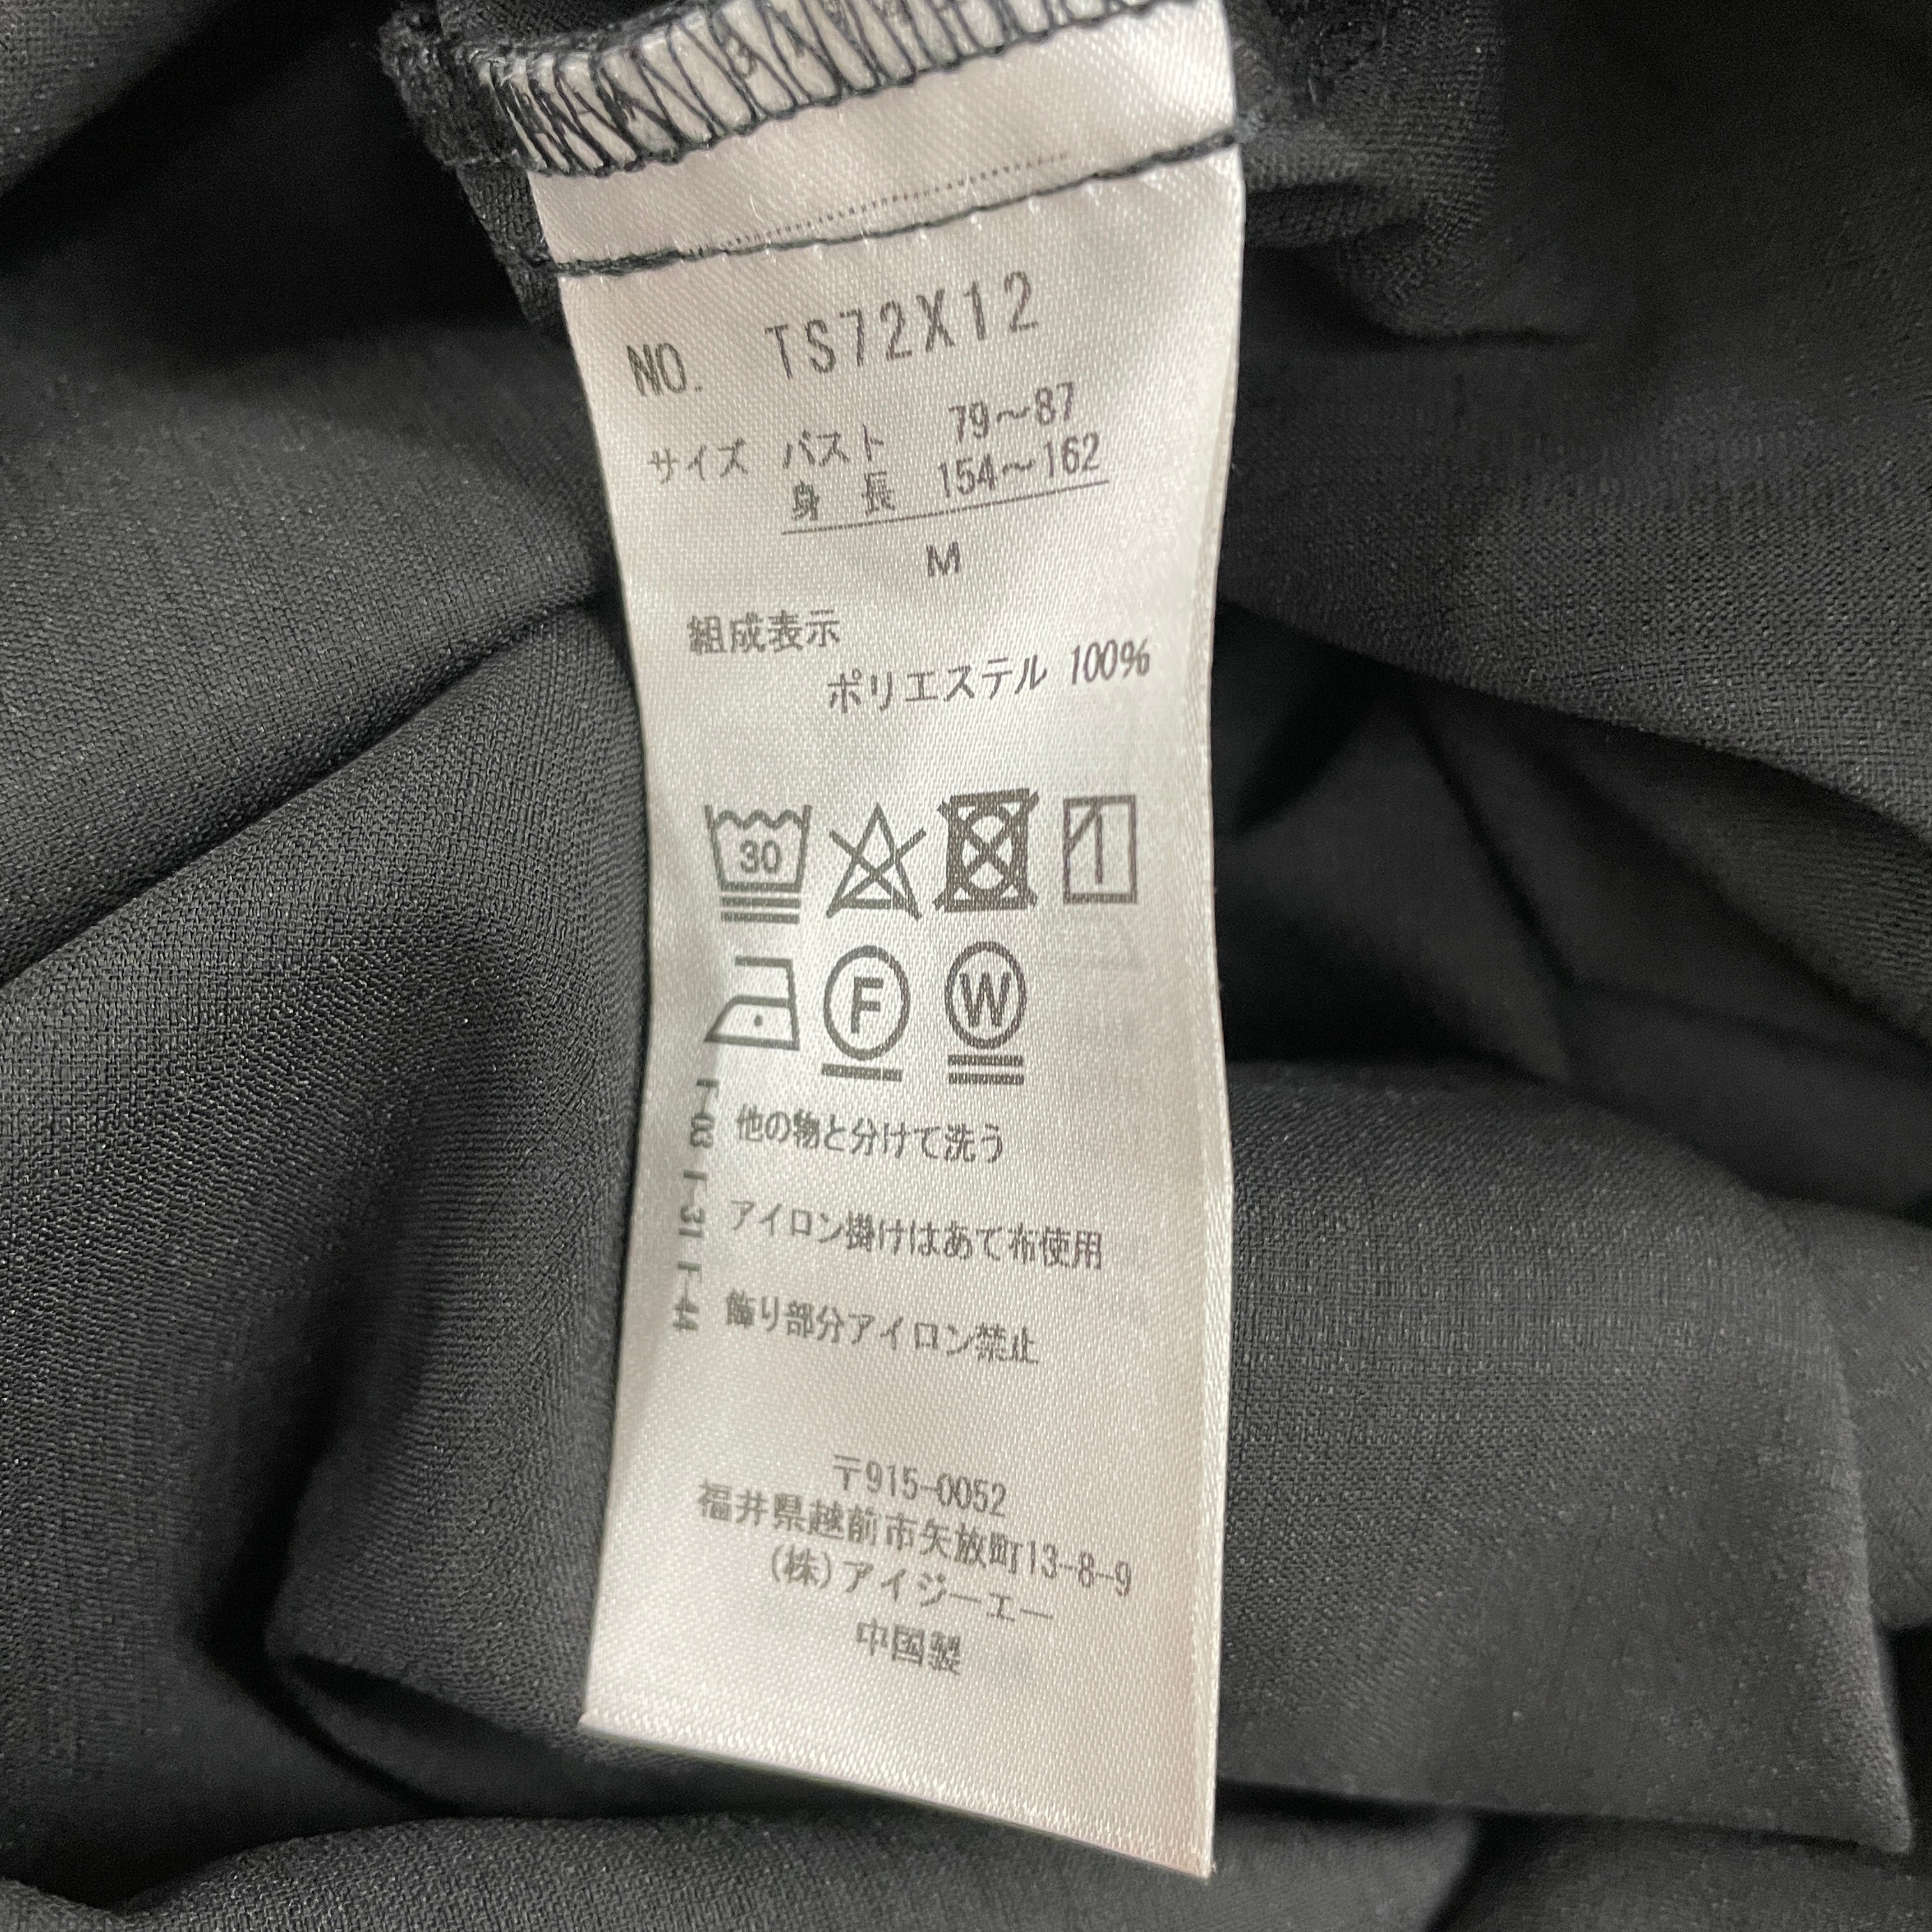 NO. TS72X12
サイズ バスト 79～87
身 長 154～162
M
組成表示
ポリエステル 100%
30
F W
T-03 他の物と分けて洗う
T-31 アイロン掛けはあて布使用
T-44 飾り部分アイロン禁止
〒915-0052
福井県越前市矢放町13-8-9
(株)アイジーエー
中国製